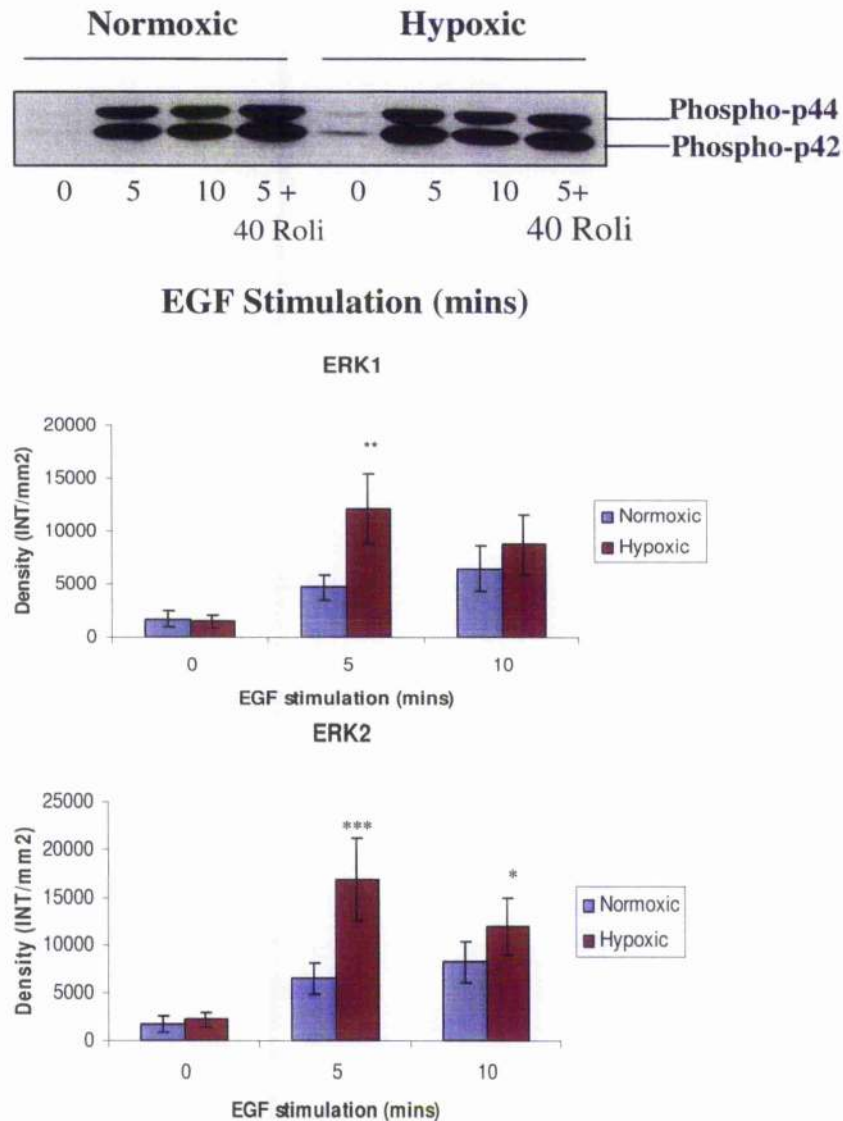 Normoxic Hypoxic
Phospho-p44
Phospho-p42
0 5 10 5 + 0 5 10 5+
40 Roli 40 Roli
EGF Stimulation (mins)
ERK1
20000
**
15000
10000
5000
0
Density (INT/mm2)
Normoxic
Hypoxic
0 5 10
EGF stimulation (mins)
ERK2
25000
20000
***
15000
*
10000
5000
0
Density (INT/mm2)
Normoxic
Hypoxic
0 5 10
EGF stimulation (mins)